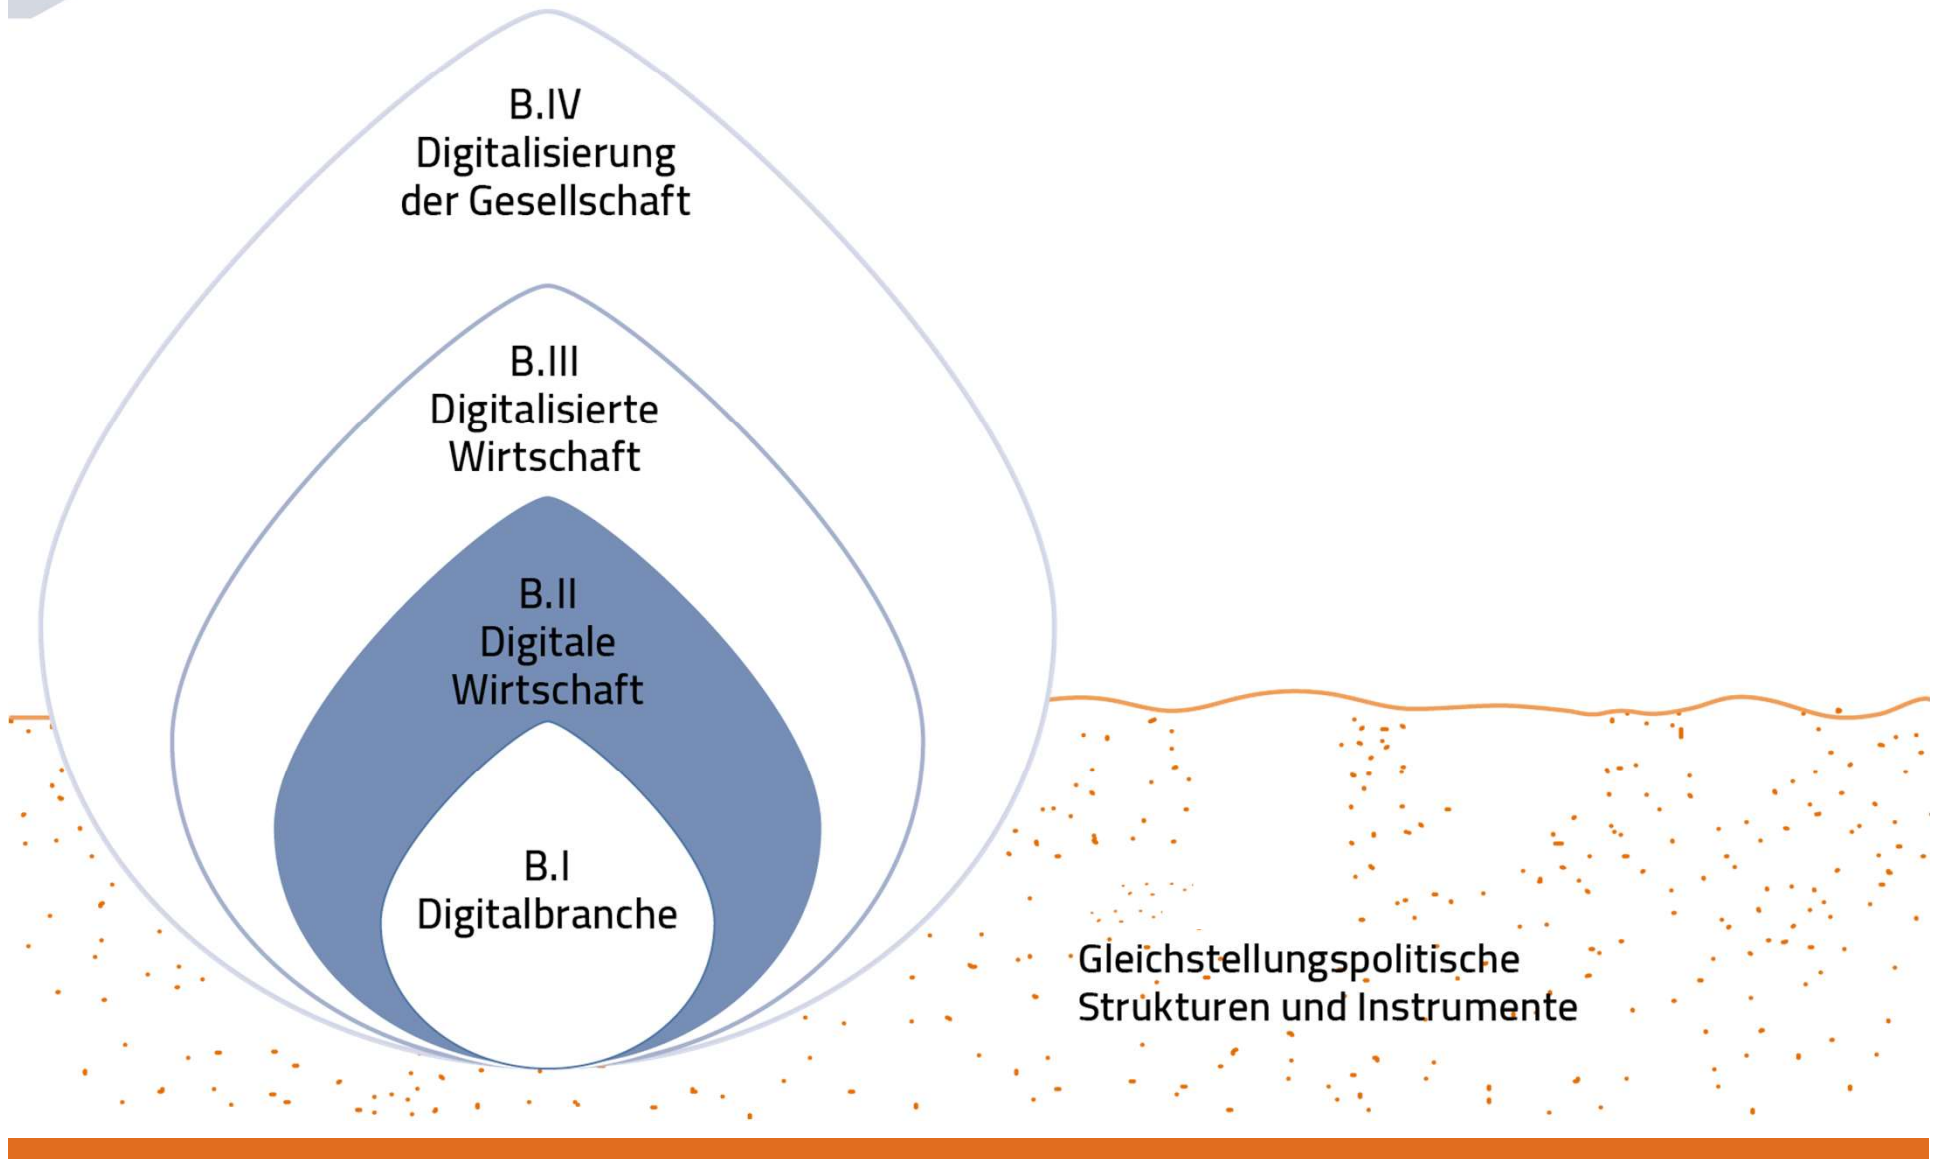 B.IV
Digitalisierung
der Gesellschaft
B.III
Digitalisierte
Wirtschaft
B.II
Digitale
Wirtschaft
B.I
Digitalbranche
Gleichstellungspolitische
Strukturen und Instrumente